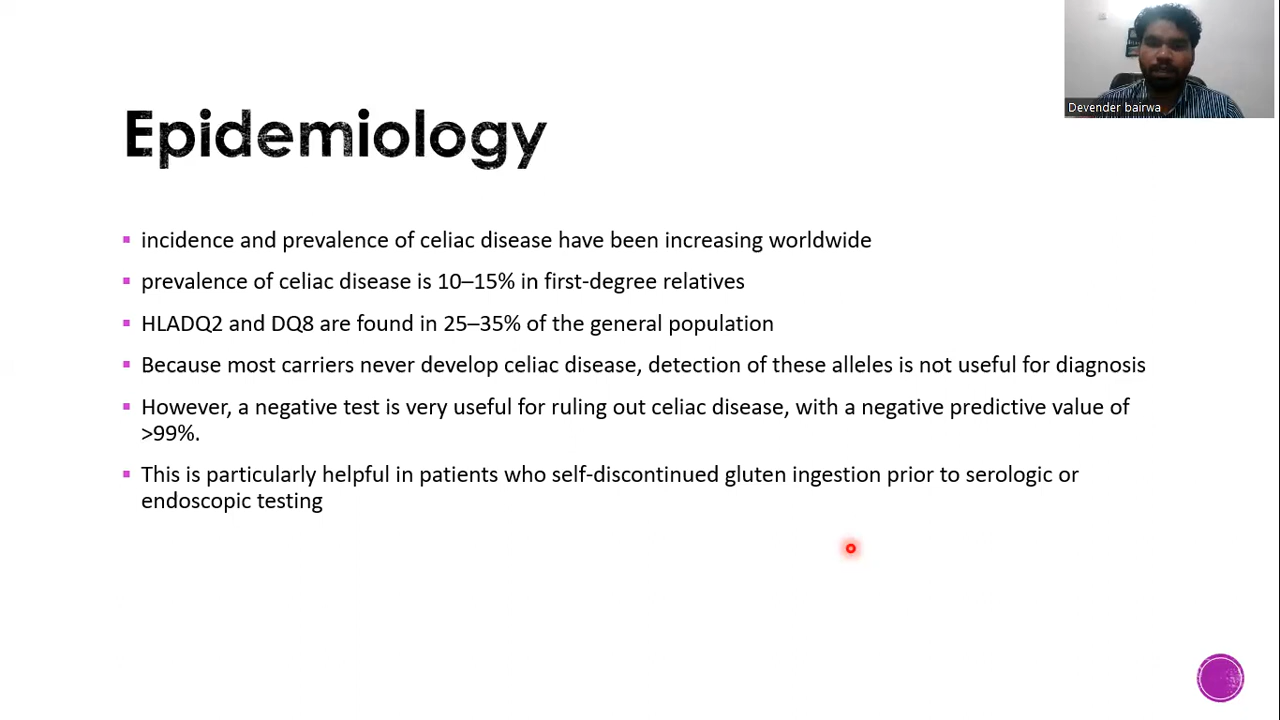 Devender bairwa
Epidemiology
incidence and prevalence of celiac disease have been increasing worldwide
prevalence of celiac disease is 10–15% in first-degree relatives
HLADQ2 and DQ8 are found in 25–35% of the general population
Because most carriers never develop celiac disease, detection of these alleles is not useful for diagnosis
However, a negative test is very useful for ruling out celiac disease, with a negative predictive value of
>99%.
This is particularly helpful in patients who self-discontinued gluten ingestion prior to serologic or
endoscopic testing